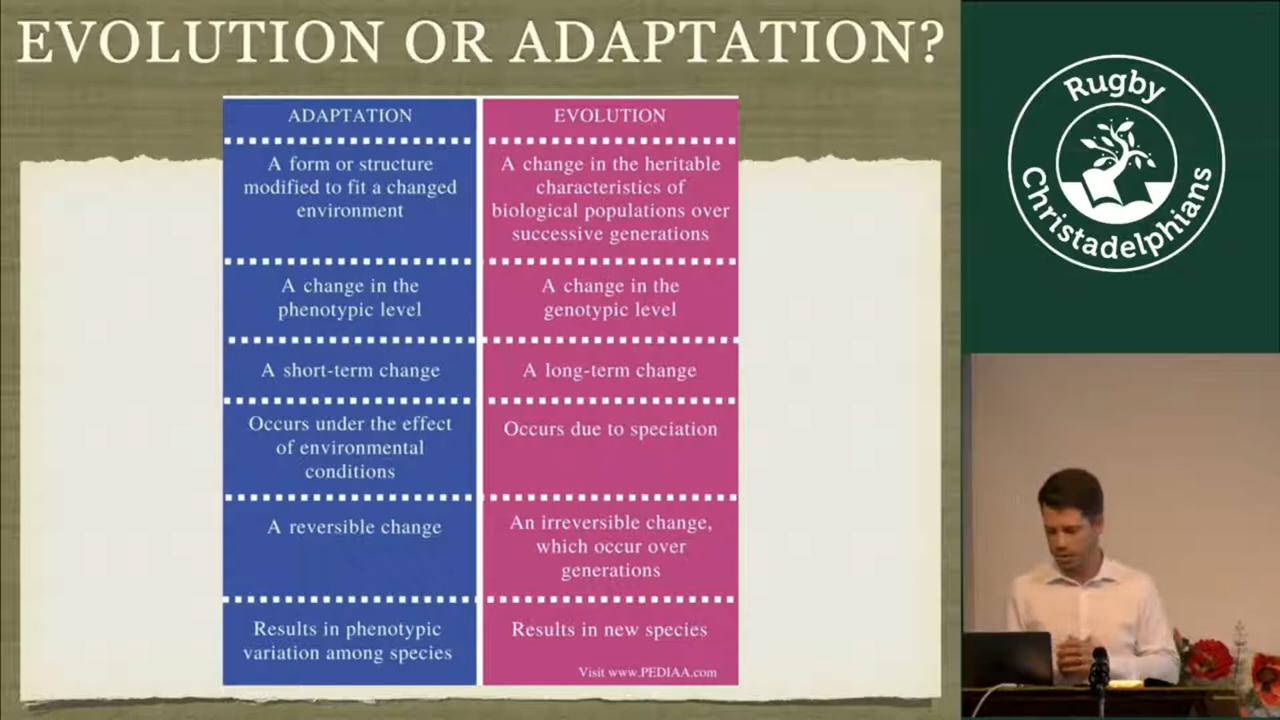 EVOLUTION OR ADAPTATION?
ADAPTATION
A form or structure
modified to fit a changed
environment
A change in the
phenotypic level
A short-term change
Occurs under the effect
of environmental
conditions
A reversible change
Results in phenotypic
variation among species
EVOLUTION
A change in the heritable
characteristics of
biological populations over
successive generations
A change in the
genotypic level
A long-term change
Occurs due to speciation
An irreversible change,
which occur over
generations
Results in new species
Visit www.PEDIAA.com
Rugby
Christadelphians